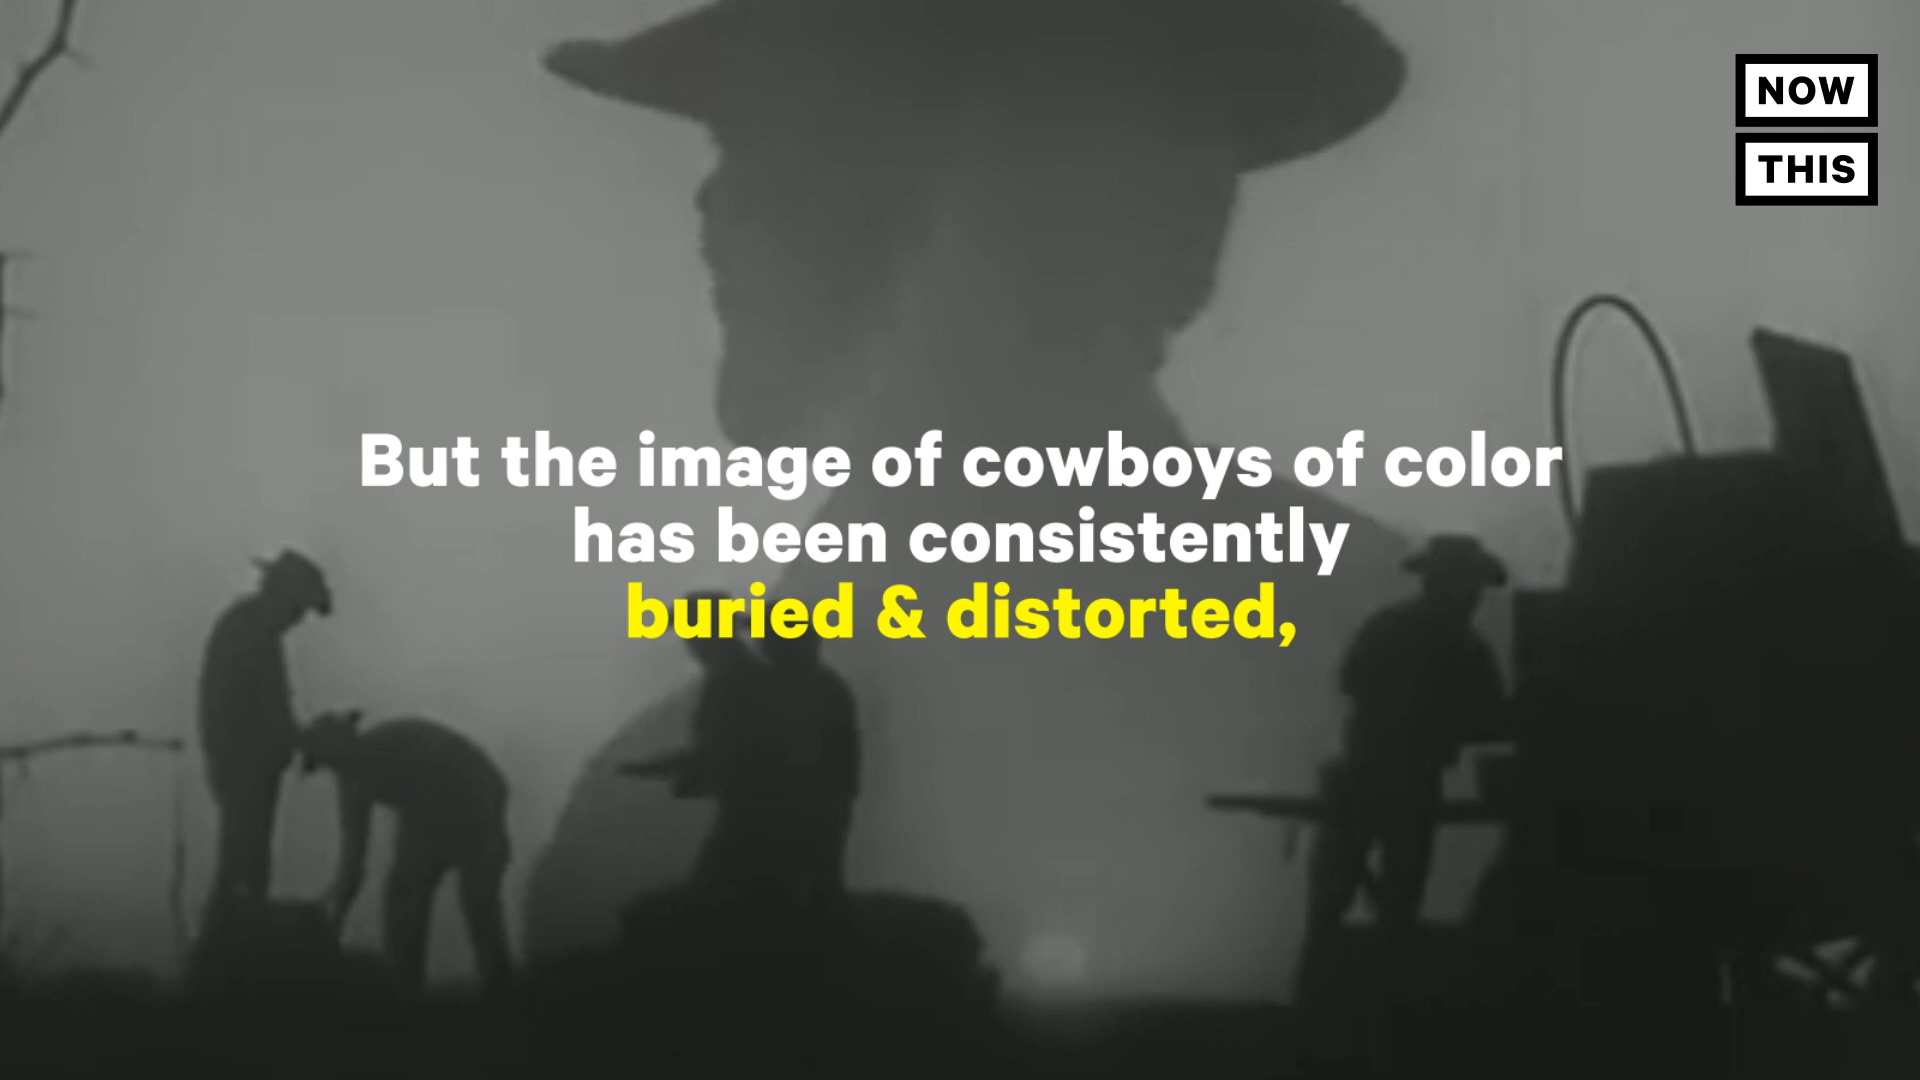 NOW
THIS
But the image of cowboys of color
has been consistently
buried & distorted,